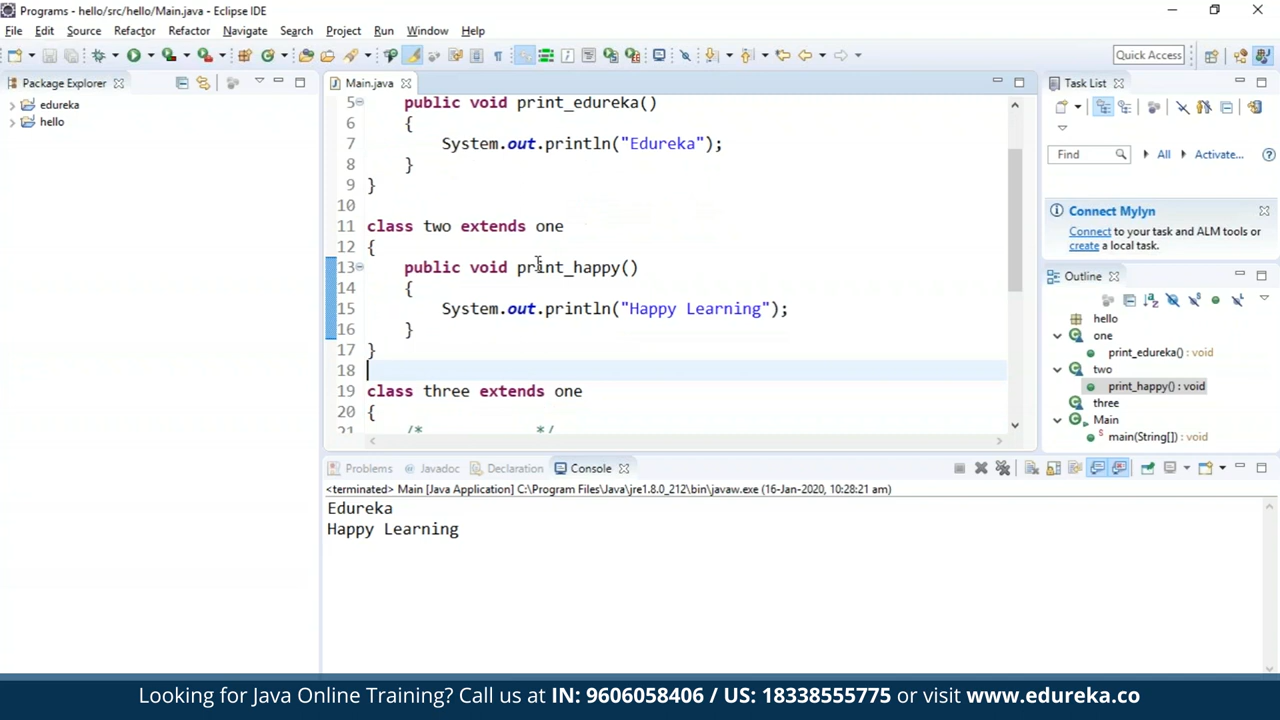 Programs - hello/src/hello/Main.java - Eclipse IDE
File Edit Source Refactor Refactor Navigate Search Project Run Window Help
Quick Access
Package Explorer
edureka
hello
Main.java
5 public void print_edureka()
6 {
7 System.out.println("Edureka");
8 }
9 }
10
11 class two extends one
12 {
13 public void print_happy()
14 {
15 System.out.println("Happy Learning");
16 }
17 }
18
19 class three extends one
20 {
21 /* */
Task List
Find All Activate...
Connect Mylyn
Connect to your task and ALM tools or
create a local task.
Outline
hello
one
print_edureka() : void
two
print_happy() : void
three
Main
main(String[]) : void
Problems Javadoc Declaration Console
<terminated> Main [Java Application] C:\Program Files\Java\jre1.8.0_212\bin\javaw.exe (16-Jan-2020, 10:28:21 am)
Edureka
Happy Learning
Looking for Java Online Training? Call us at IN: 9606058406 / US: 18338555775 or visit www.edureka.co